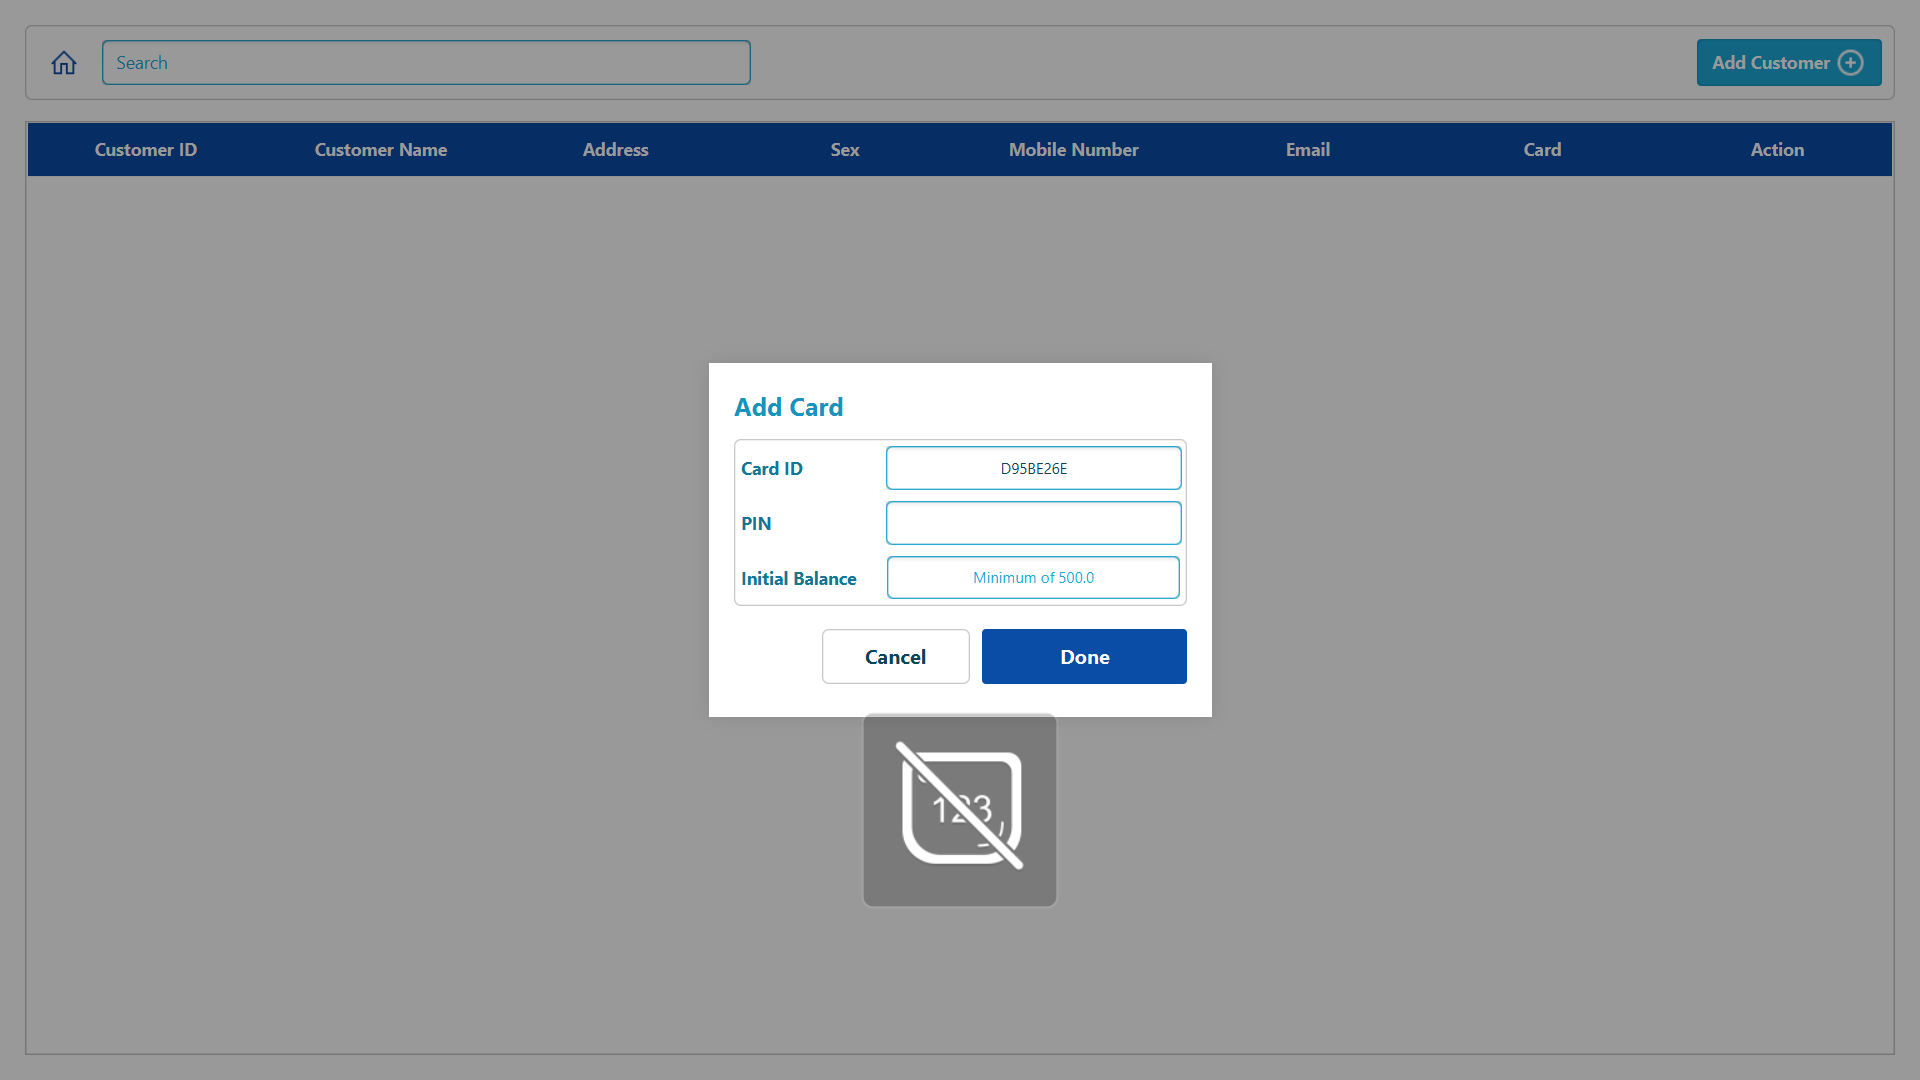 Search
Add Customer
Customer ID Customer Name Address Sex Mobile Number Email Card Action
Add Card
Card ID D95BE26E
PIN
Initial Balance Minimum of 500.0
Cancel Done
123